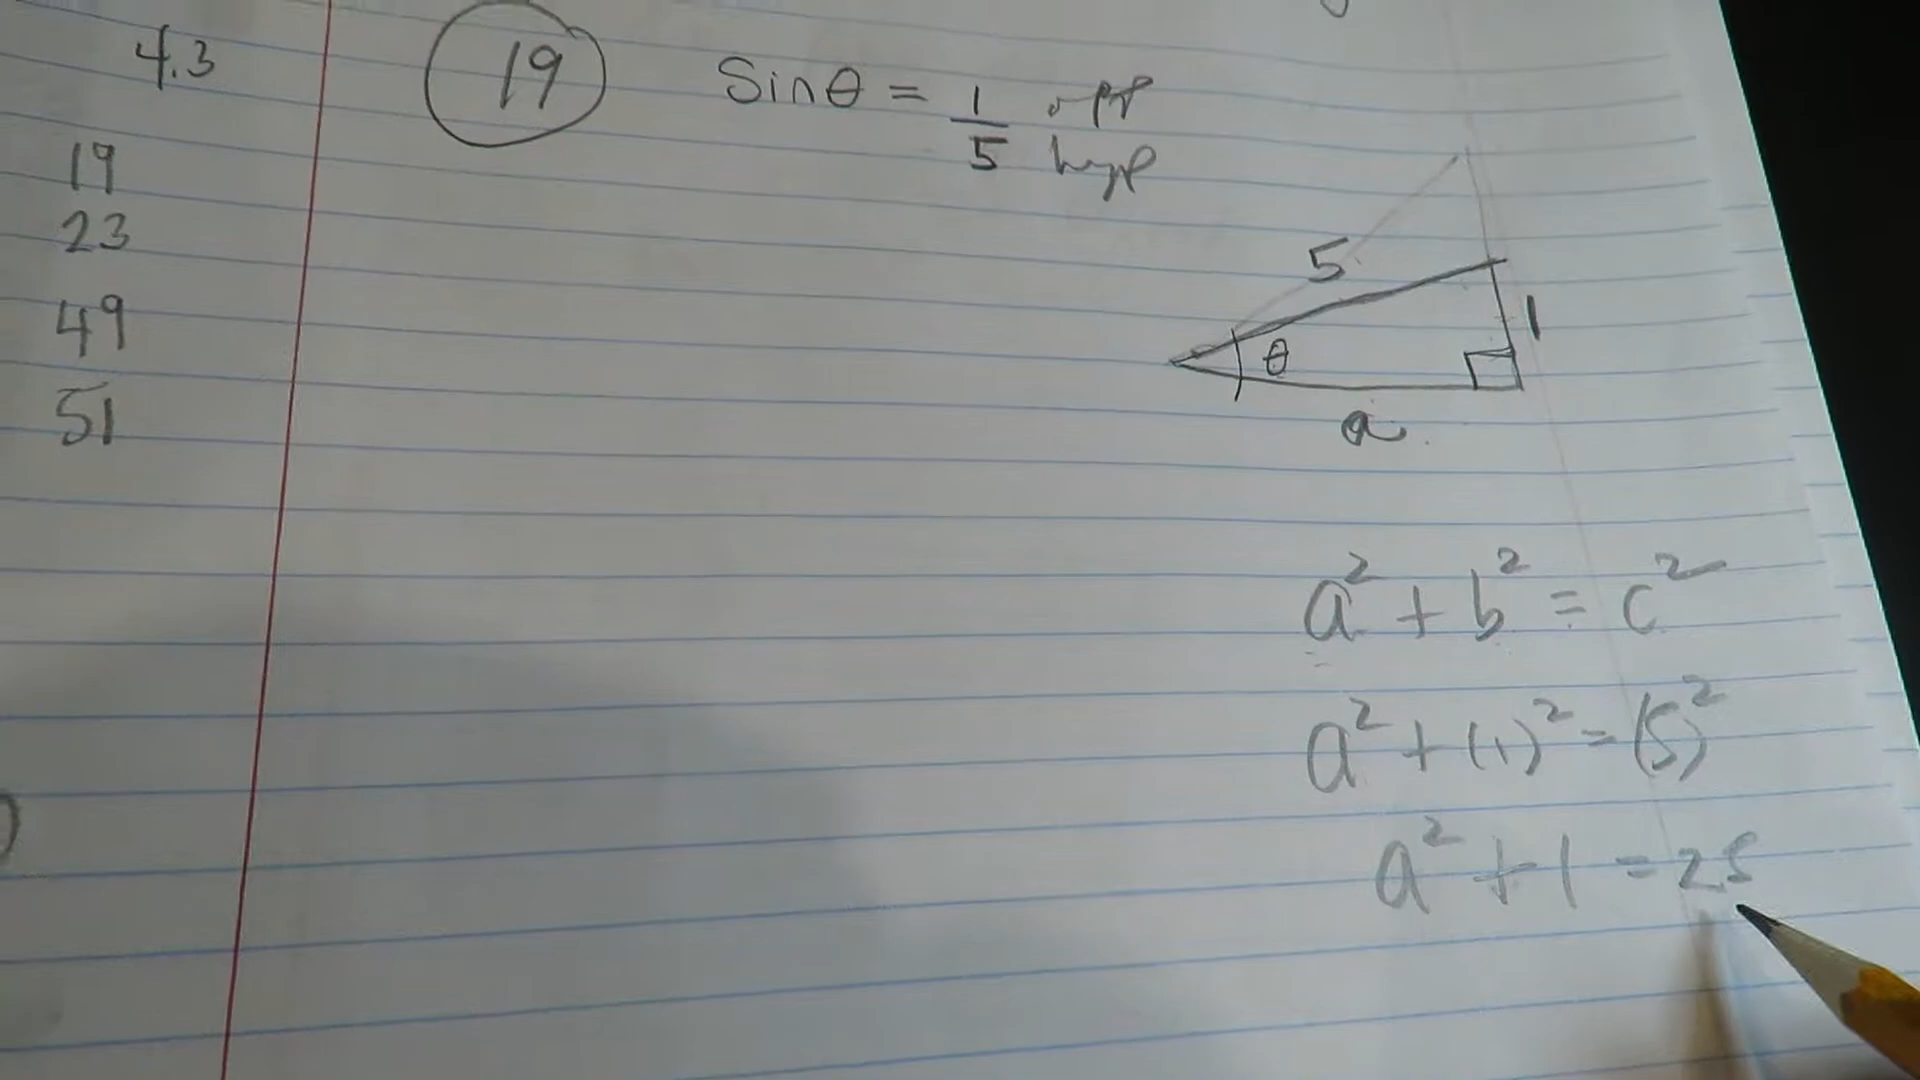 4.3
19
23
49
51
19
Sinθ = 1/5 opp hyp
5
1
θ
a
a² + b² = c²
a² + (1)² = (5)²
a² + 1 = 25